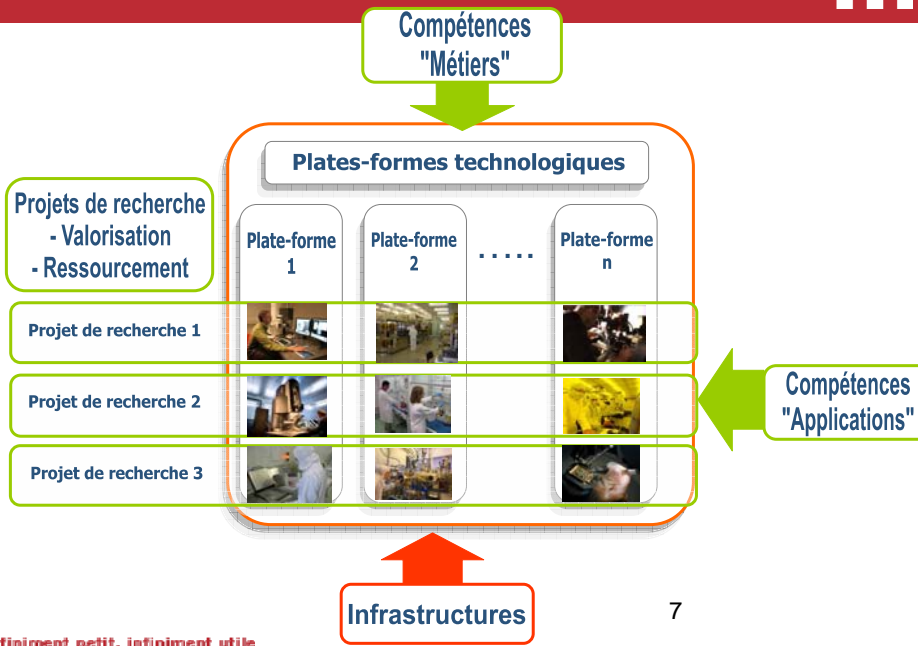 Compétences
"Métiers"
Plates-formes technologiques
Projets de recherche
- Valorisation
- Ressourcement
Plate-forme
1
Plate-forme
2
.....
Plate-forme
n
Projet de recherche 1
Projet de recherche 2
Projet de recherche 3
Compétences
"Applications"
Infrastructures
7
finiment petit, infiniment utile